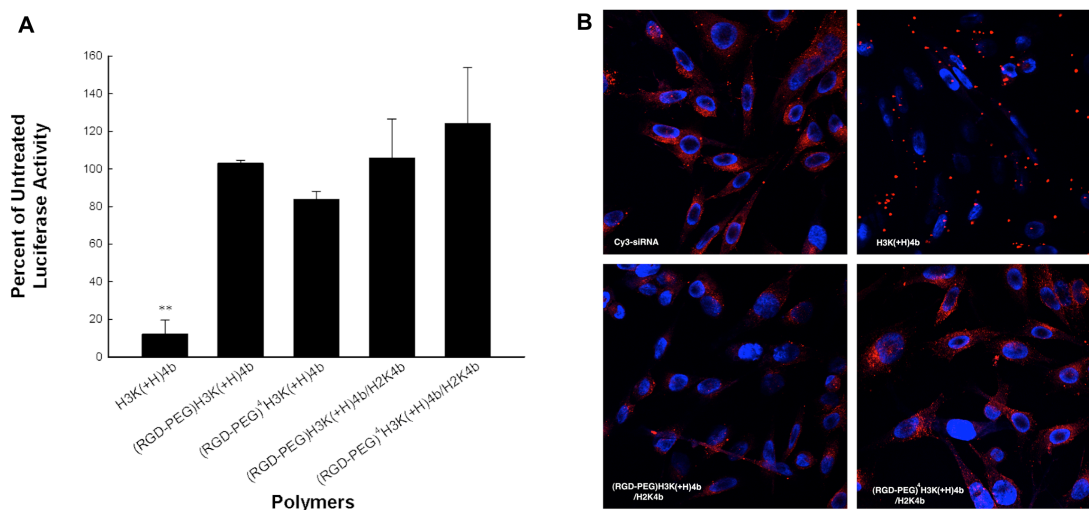 A
160
140
120
100
80
60
40
20
0
Percent of Untreated
Luciferase Activity
**
H3K(+H)4b
(RGD-PEG)H3K(+H)4b
(RGD-PEG)⁴H3K(+H)4b
(RGD-PEG)H3K(+H)4b/H2K4b
(RGD-PEG)⁴H3K(+H)4b/H2K4b
Polymers
B
Cy3-siRNA
H3K(+H)4b
(RGD-PEG)H3K(+H)4b
/H2K4b
(RGD-PEG)⁴H3K(+H)4b
/H2K4b